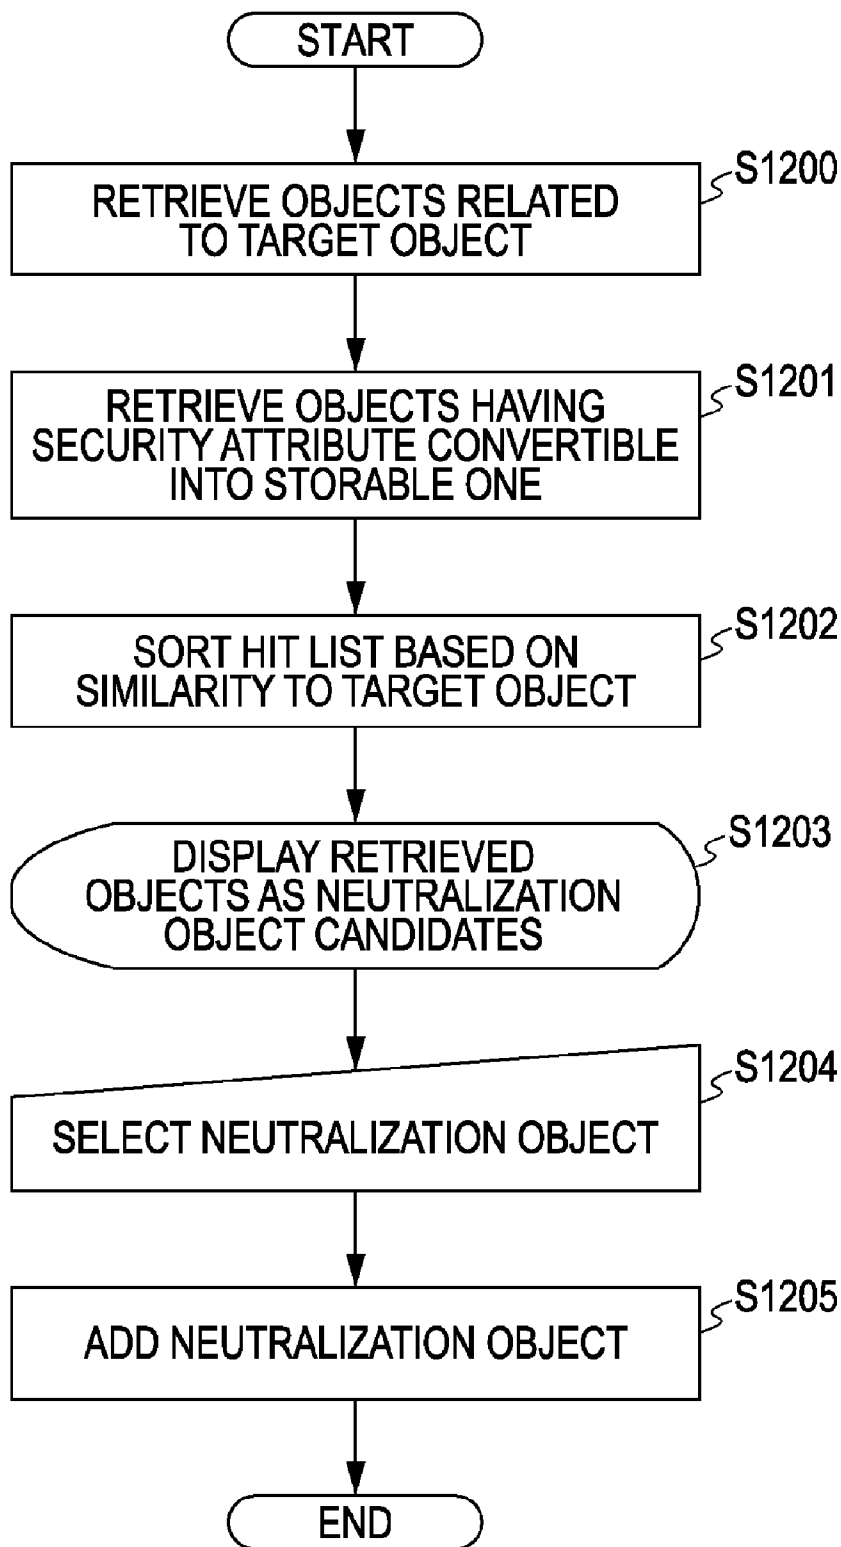 START
S1200
RETRIEVE OBJECTS RELATED
TO TARGET OBJECT
S1201
RETRIEVE OBJECTS HAVING
SECURITY ATTRIBUTE CONVERTIBLE
INTO STORABLE ONE
S1202
SORT HIT LIST BASED ON
SIMILARITY TO TARGET OBJECT
S1203
DISPLAY RETRIEVED
OBJECTS AS NEUTRALIZATION
OBJECT CANDIDATES
S1204
SELECT NEUTRALIZATION OBJECT
S1205
ADD NEUTRALIZATION OBJECT
END